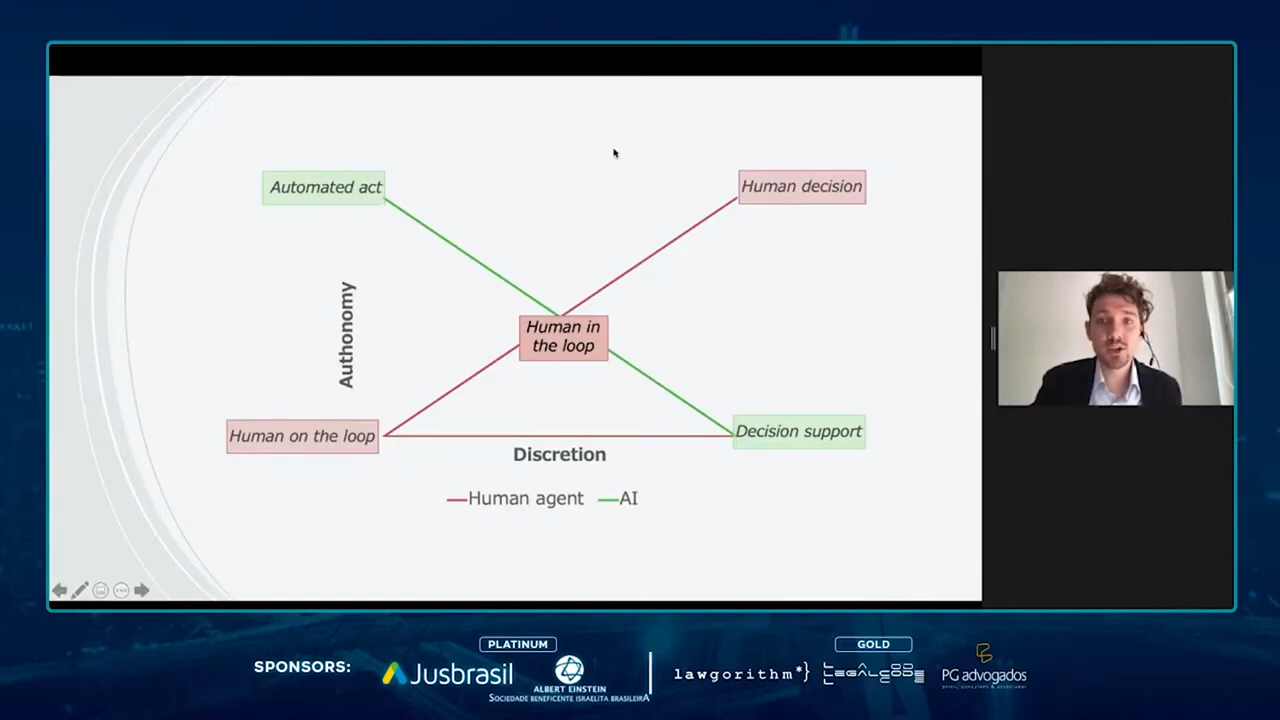 Automated act
Human decision
Authonomy
Human in
the loop
Human on the loop
Decision support
Discretion
Human agent
AI
PLATINUM
GOLD
SPONSORS:
Jusbrasil
ALBERT EINSTEIN
SOCIEDADE BENEFICENTE ISRAELITA BRASILEIRA
lawgorithm*}
LEGALCODE
PG advogados